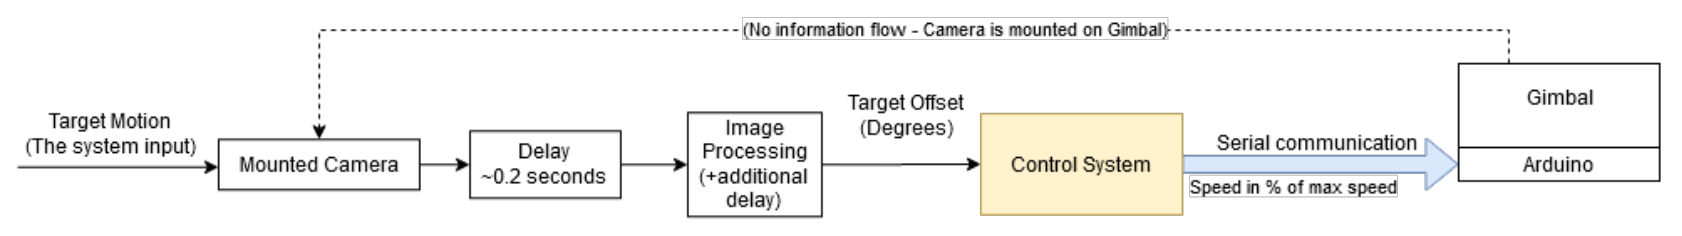 (No information flow - Camera is mounted on Gimbal)
Target Motion
(The system input)
Mounted Camera
Delay
~0.2 seconds
Image
Processing
(+additional
delay)
Target Offset
(Degrees)
Control System
Serial communication
Speed in % of max speed
Gimbal
Arduino